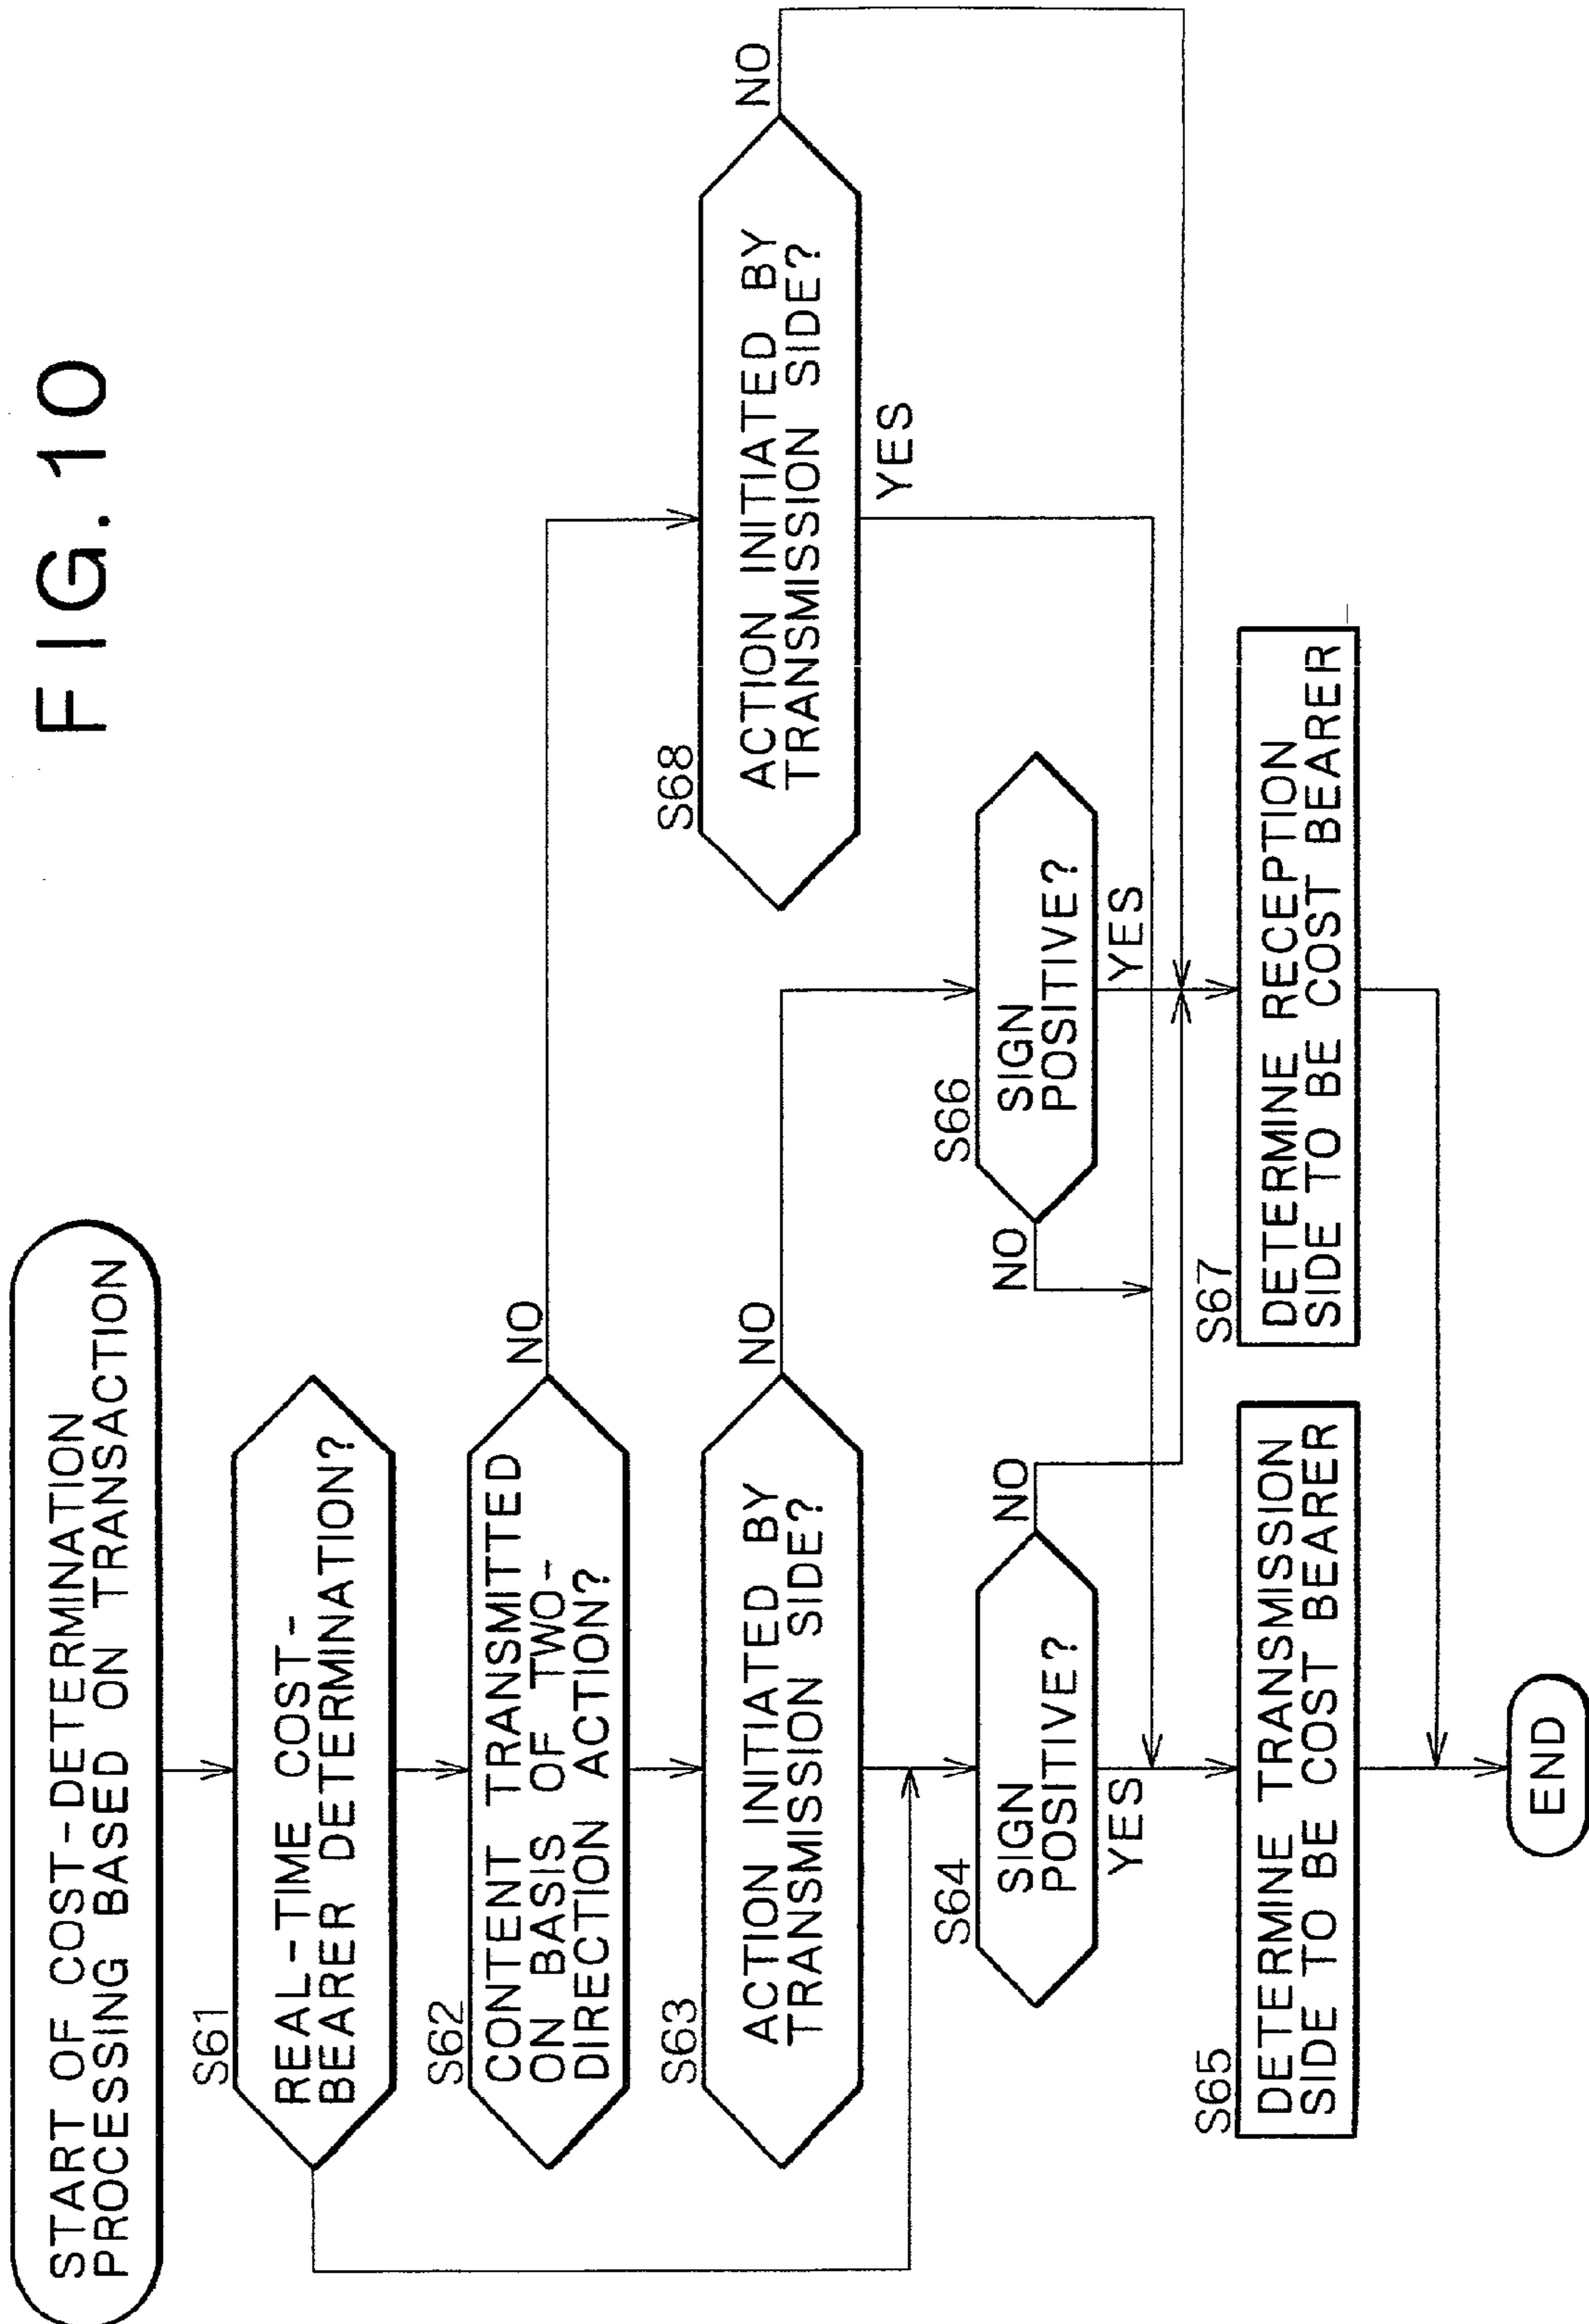 FIG. 10
START OF COST-DETERMINATION
PROCESSING BASED ON TRANSACTION
S61
REAL-TIME COST-
BEARER DETERMINATION?
S62
CONTENT TRANSMITTED
ON BASIS OF TWO-
DIRECTION ACTION?
NO
S63
ACTION INITIATED BY
TRANSMISSION SIDE?
NO
S68
ACTION INITIATED BY
TRANSMISSION SIDE?
NO
YES
S64
SIGN
POSITIVE?
NO
YES
S66
SIGN
POSITIVE?
NO
YES
S65
DETERMINE TRANSMISSION
SIDE TO BE COST BEARER
S67
DETERMINE RECEPTION
SIDE TO BE COST BEARER
END